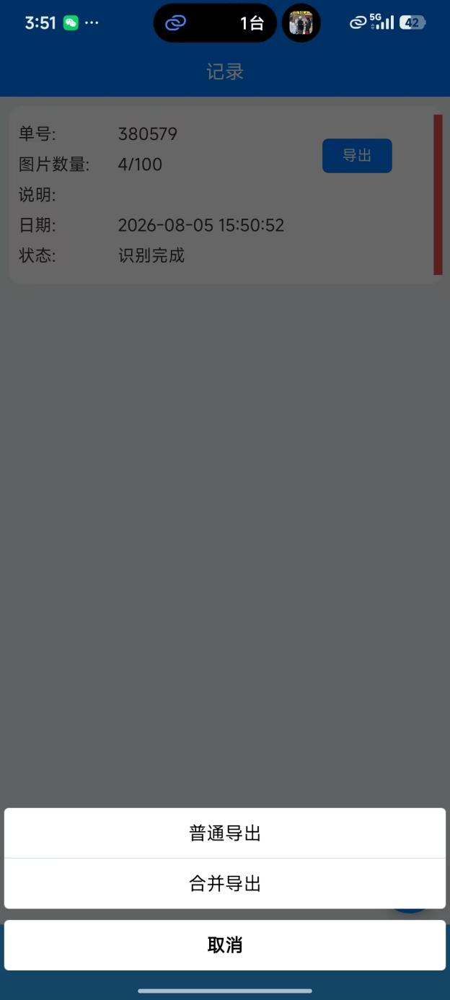 3:51 ··· 1台 5G 42
记录
单号: 380579
图片数量: 4/100
导出
说明:
日期: 2026-08-05 15:50:52
状态: 识别完成
普通导出
合并导出
取消